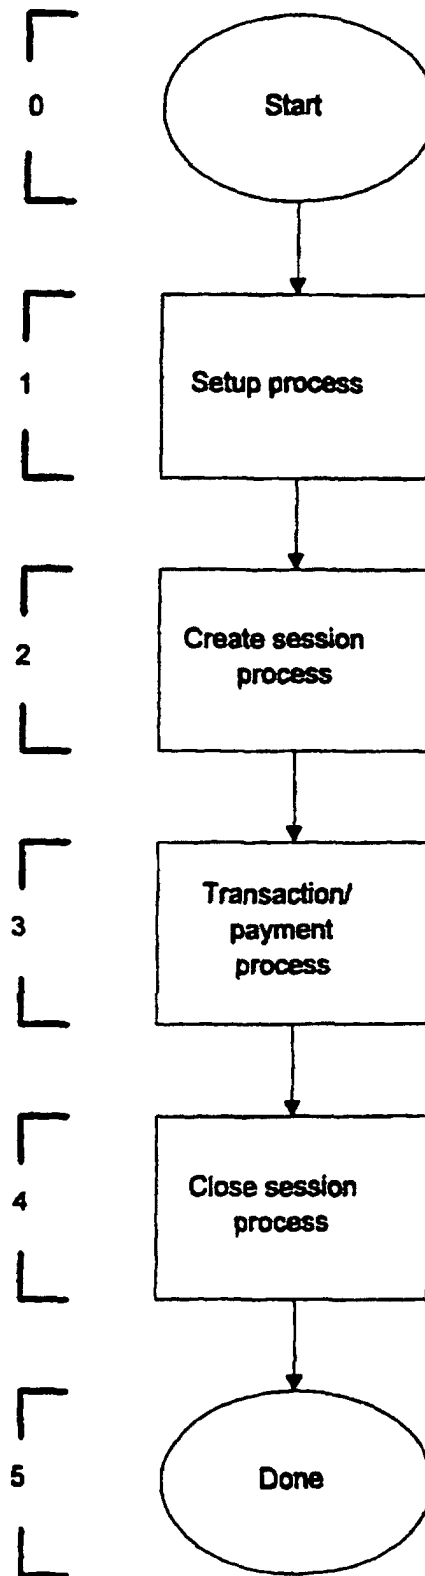 0
Start
1
Setup process
2
Create session
process
3
Transaction/
payment
process
4
Close session
process
5
Done